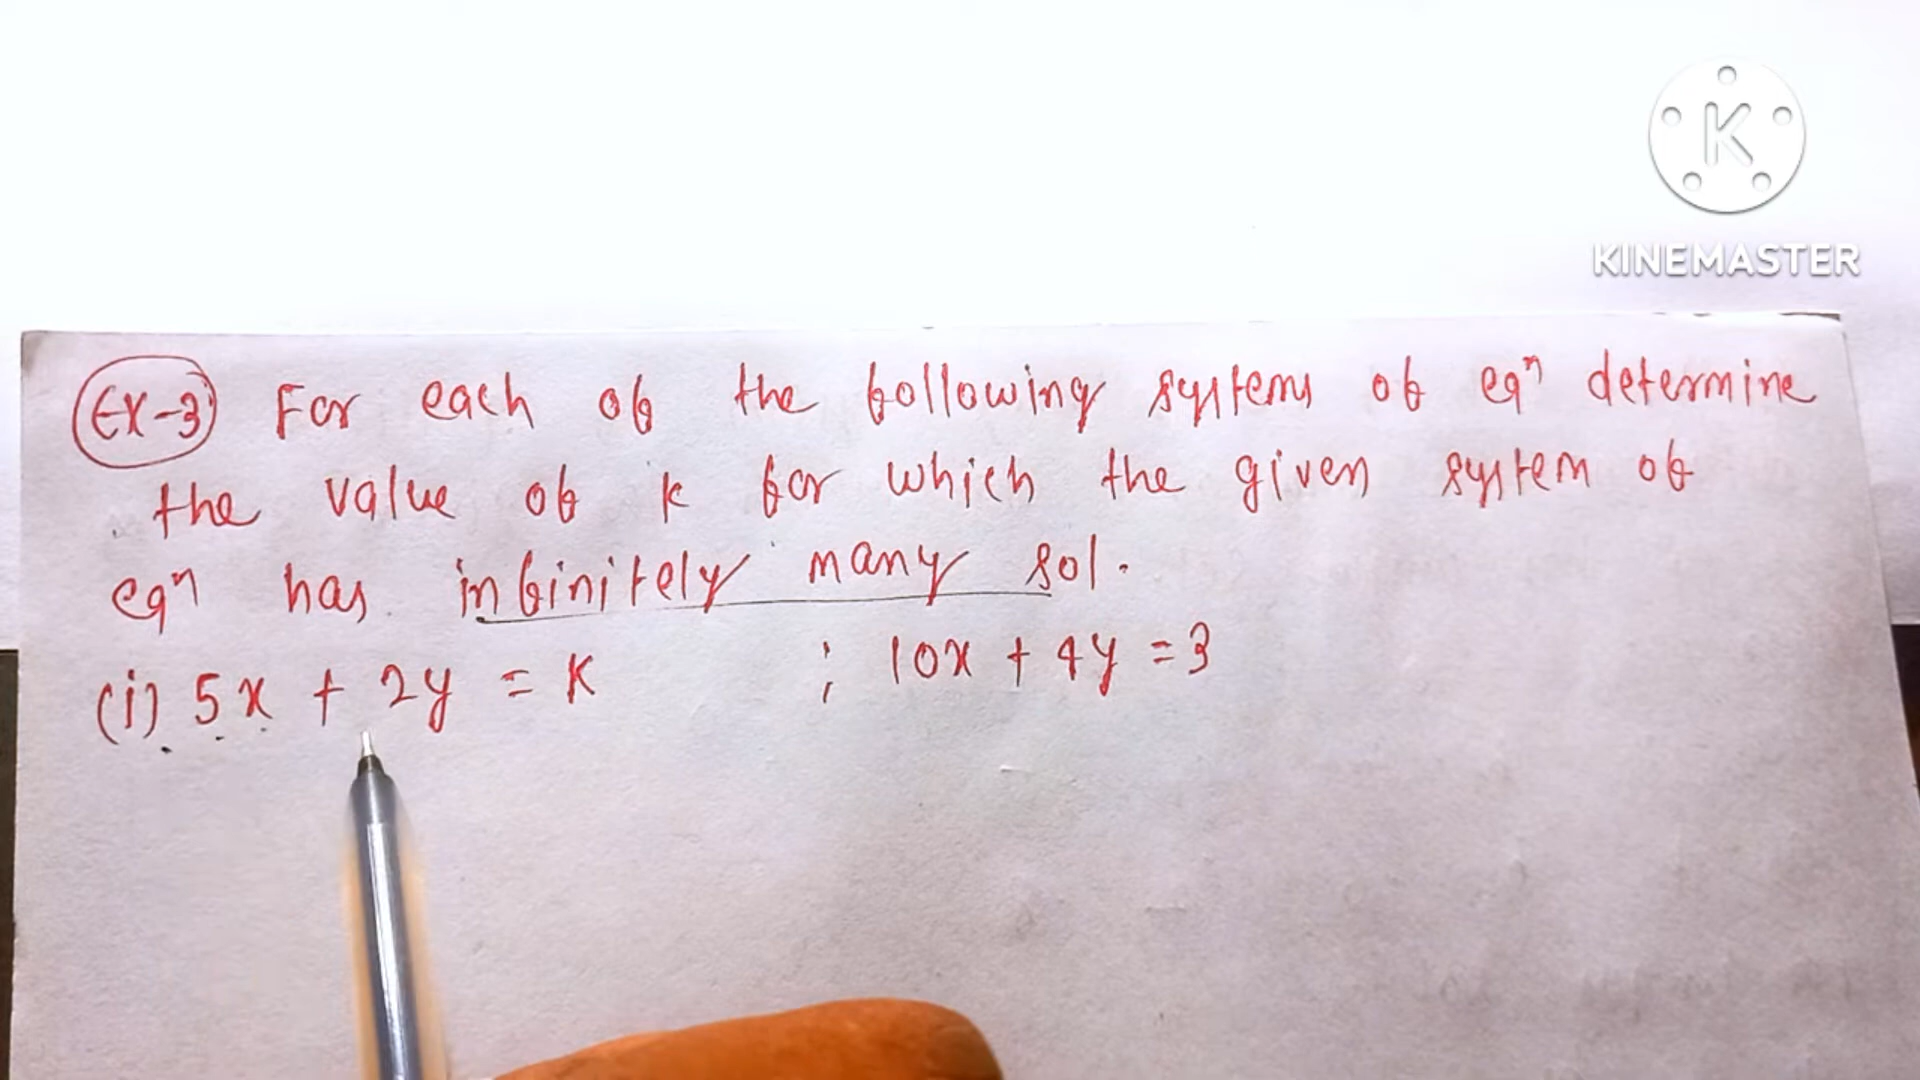 K
KINEMASTER
Ex-3 For each of the following systems of eqⁿ determine
the value of k for which the given system of
eqⁿ has infinitely many sol.
(i) 5x + 2y = k ; 10x + 4y = 3